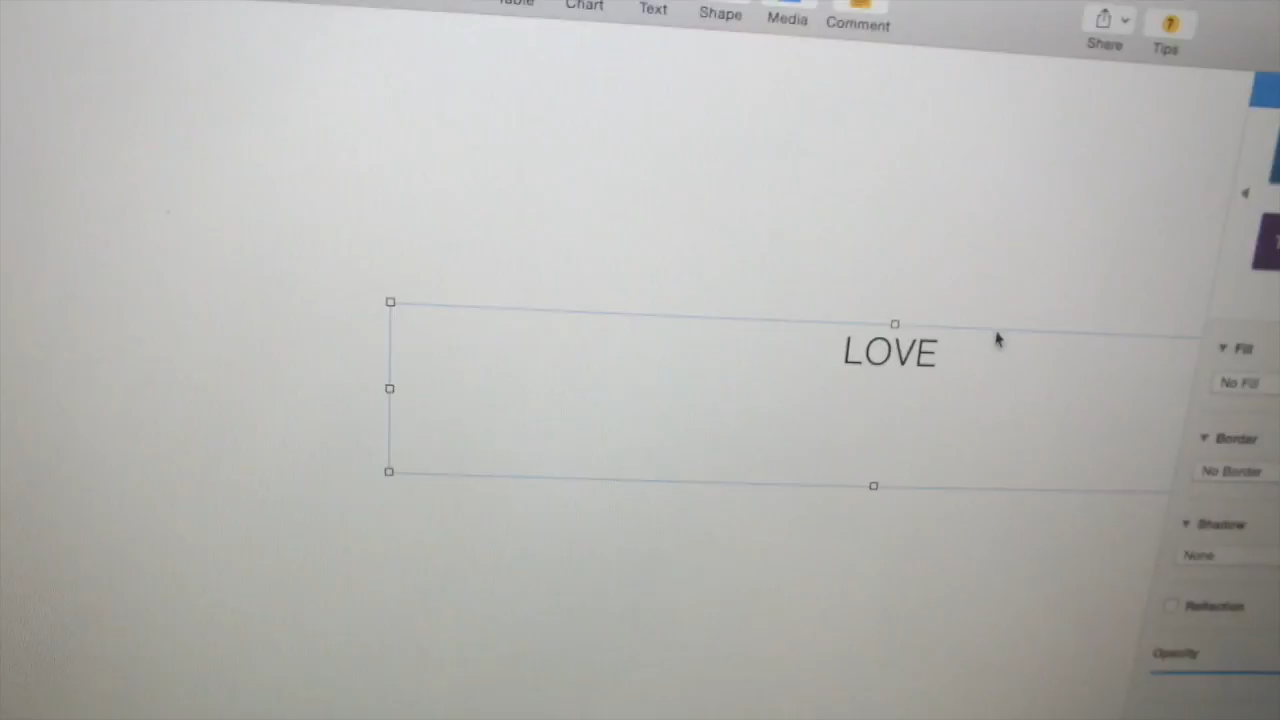 Table Chart Text Shape Media Comment Share Tips
LOVE
Fill
No Fill
Border
No Border
Shadow
None
Reflection
Opacity